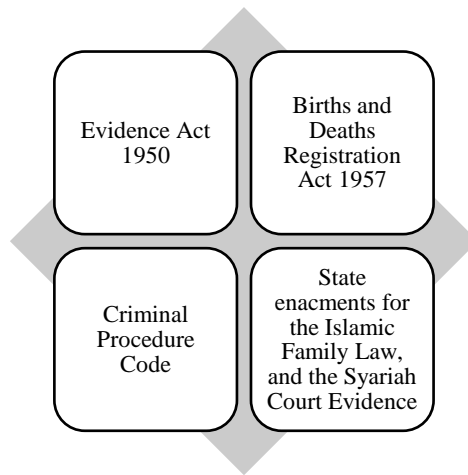 Evidence Act
1950
Births and
Deaths
Registration
Act 1957
Criminal
Procedure
Code
State
enacments for
the Islamic
Family Law,
and the Syariah
Court Evidence